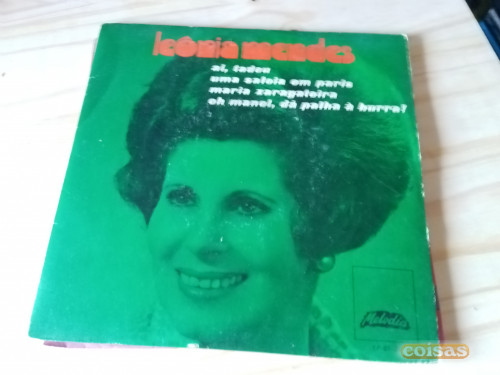 leónia mendes
ai, tadeu
uma saloia em paris
maria zaragateira
oh manel, dá palha à burra!
Melodia
coisas